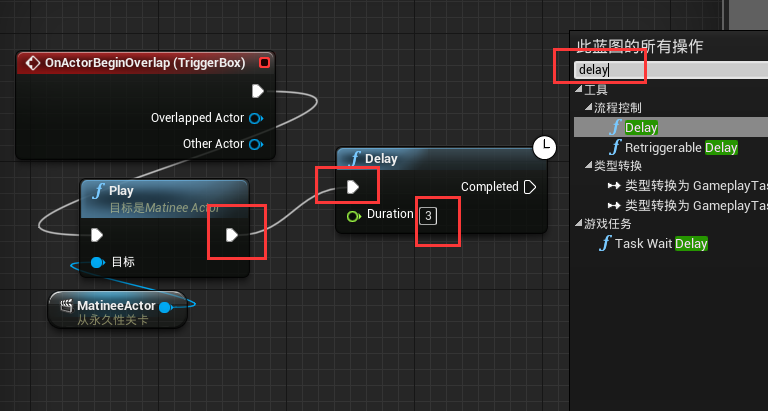 OnActorBeginOverlap (TriggerBox)
Overlapped Actor
Other Actor
Play
目标是Matinee Actor
目标
MatineeActor
从永久性关卡
Delay
Completed
Duration 3
此蓝图的所有操作
delay
工具
流程控制
Delay
Retriggerable Delay
类型转换
类型转换为 GameplayTas
类型转换为 GameplayTas
游戏任务
Task Wait Delay